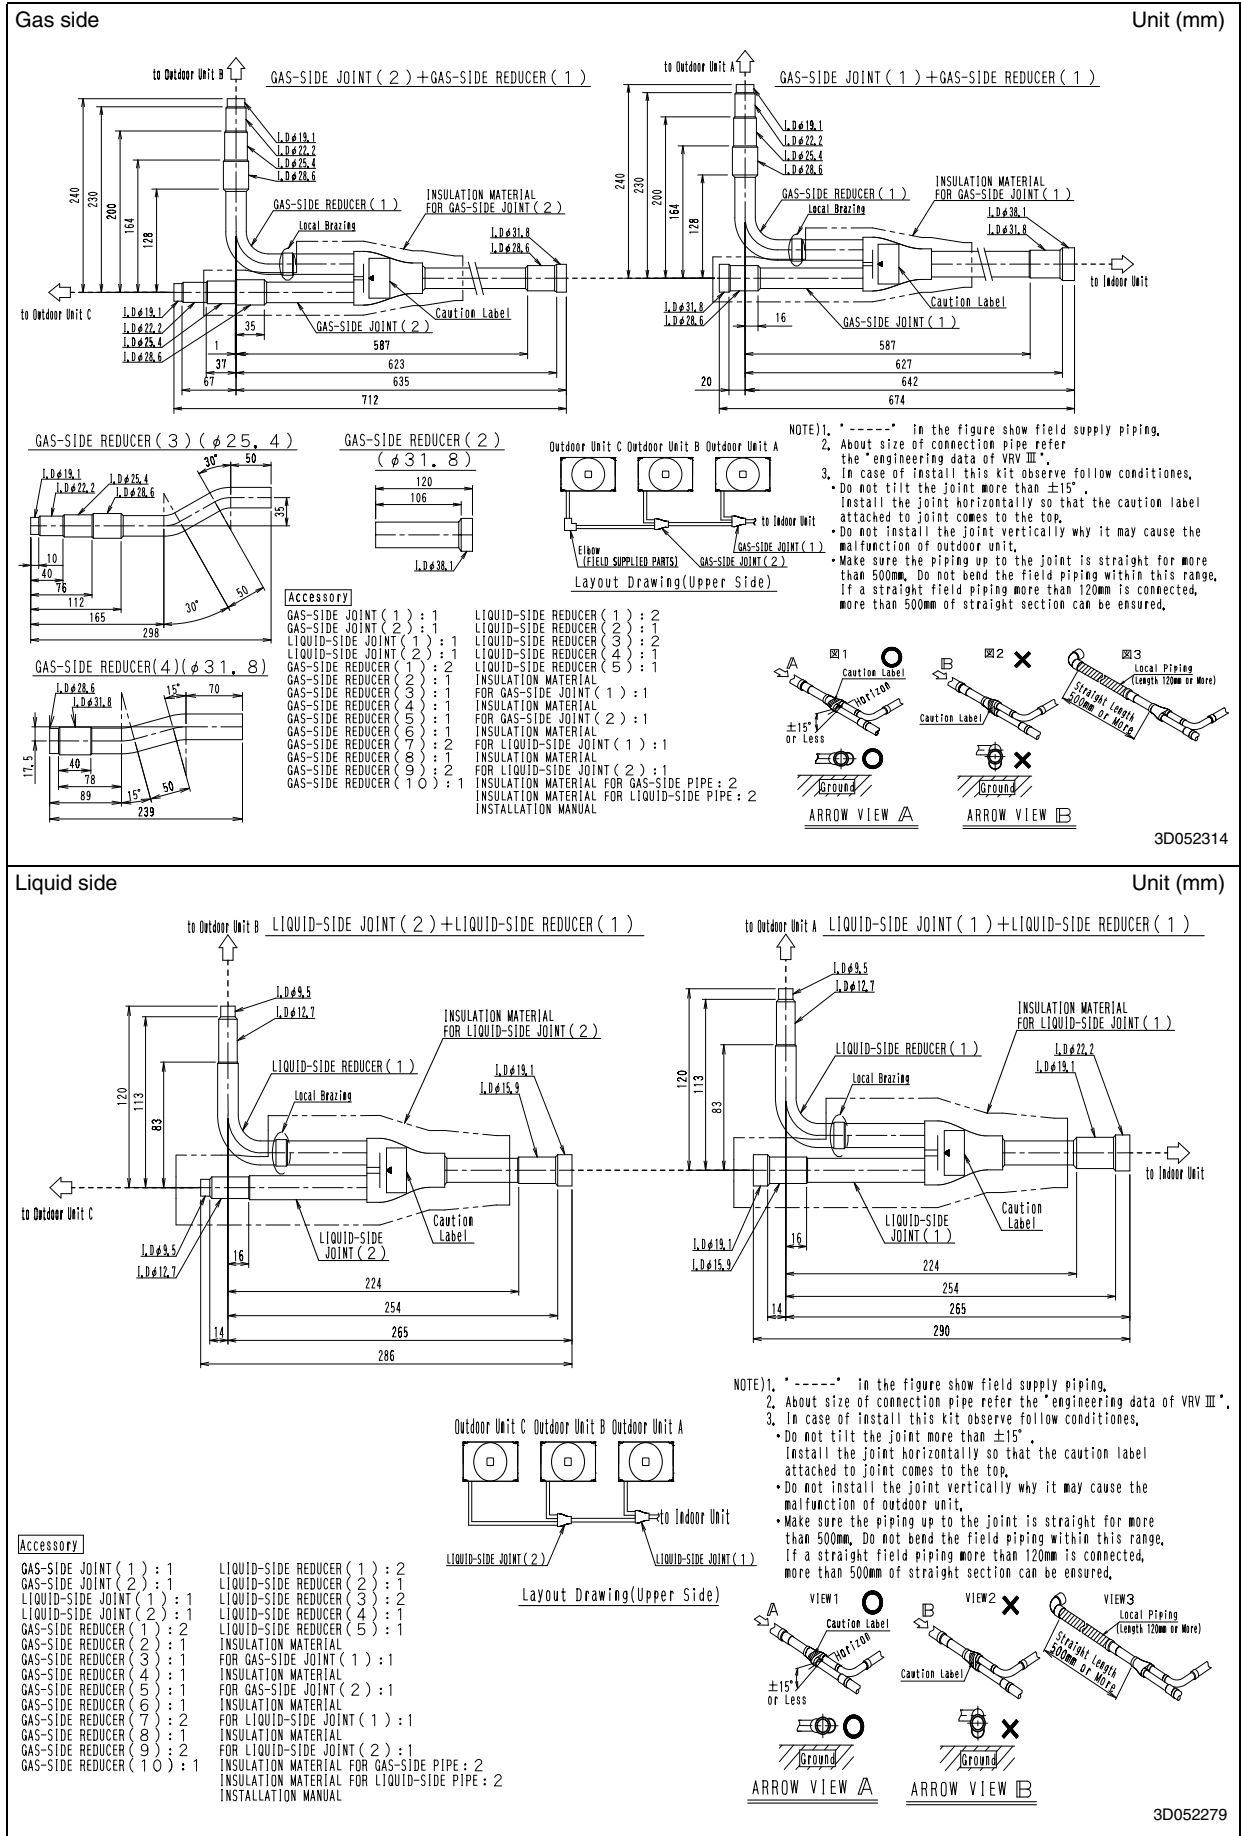 Gas side
Unit (mm)
to Outdoor Unit B
GAS-SIDE JOINT(2)+GAS-SIDE REDUCER(1)
I.Dφ19.1
I.Dφ22.2
I.Dφ25.4
I.Dφ28.6
240
230
200
164
128
GAS-SIDE REDUCER(1)
Local Brazing
INSULATION MATERIAL
FOR GAS-SIDE JOINT(2)
I.Dφ31.8
I.Dφ28.6
to Outdoor Unit C
I.Dφ19.1
I.Dφ22.2
I.Dφ25.4
I.Dφ28.6
35
GAS-SIDE JOINT(2)
Caution Label
1
587
37
623
67
635
712
to Outdoor Unit A
GAS-SIDE JOINT(1)+GAS-SIDE REDUCER(1)
I.Dφ19.1
I.Dφ22.2
I.Dφ25.4
I.Dφ28.6
240
230
200
164
128
GAS-SIDE REDUCER(1)
Local Brazing
INSULATION MATERIAL
FOR GAS-SIDE JOINT(1)
I.Dφ38.1
I.Dφ31.8
to Indoor Unit
I.Dφ31.8
I.Dφ28.6
16
GAS-SIDE JOINT(1)
Caution Label
587
627
20
642
674
GAS-SIDE REDUCER(3)(φ25.4)
I.Dφ19.1
I.Dφ22.2
I.Dφ25.4
I.Dφ28.6
30°
50
35
10
40
76
112
165
30°
50
298
GAS-SIDE REDUCER(2)
(φ31.8)
120
106
I.Dφ38.1
GAS-SIDE REDUCER(4)(φ31.8)
I.Dφ28.6
I.Dφ31.8
15°
70
17.5
40
78
89
15°
50
239
Outdoor Unit C Outdoor Unit B Outdoor Unit A
to Indoor Unit
Elbow
(FIELD SUPPLIED PARTS)
GAS-SIDE JOINT(1)
GAS-SIDE JOINT(2)
Layout Drawing(Upper Side)
Accessory
GAS-SIDE JOINT(1):1
GAS-SIDE JOINT(2):1
LIQUID-SIDE JOINT(1):1
LIQUID-SIDE JOINT(2):1
GAS-SIDE REDUCER(1):2
GAS-SIDE REDUCER(2):1
GAS-SIDE REDUCER(3):1
GAS-SIDE REDUCER(4):1
GAS-SIDE REDUCER(5):1
GAS-SIDE REDUCER(6):1
GAS-SIDE REDUCER(7):2
GAS-SIDE REDUCER(8):1
GAS-SIDE REDUCER(9):2
GAS-SIDE REDUCER(10):1
LIQUID-SIDE REDUCER(1):2
LIQUID-SIDE REDUCER(2):1
LIQUID-SIDE REDUCER(3):2
LIQUID-SIDE REDUCER(4):1
LIQUID-SIDE REDUCER(5):1
INSULATION MATERIAL
FOR GAS-SIDE JOINT(1):1
INSULATION MATERIAL
FOR GAS-SIDE JOINT(2):1
INSULATION MATERIAL
FOR LIQUID-SIDE JOINT(1):1
INSULATION MATERIAL
FOR LIQUID-SIDE JOINT(2):1
INSULATION MATERIAL FOR GAS-SIDE PIPE:2
INSULATION MATERIAL FOR LIQUID-SIDE PIPE:2
INSTALLATION MANUAL
NOTE)1. "-----" in the figure show field supply piping.
2. About size of connection pipe refer
the "engineering data of VRV Ⅲ".
3. In case of install this kit observe follow conditiones.
・Do not tilt the joint more than ±15°.
Install the joint horizontally so that the caution label
attached to joint comes to the top.
・Do not install the joint vertically why it may cause the
malfunction of outdoor unit.
・Make sure the piping up to the joint is straight for more
than 500mm. Do not bend the field piping within this range.
If a straight field piping more than 120mm is connected,
more than 500mm of straight section can be ensured.
A
図1
Caution Label
Horizon
±15°
or Less
Ground
ARROW VIEW A
B
図2
Caution Label
Ground
ARROW VIEW B
図3
Local Piping
(Length 120mm or More)
Straight Length
500mm or More
3D052314
Liquid side
Unit (mm)
to Outdoor Unit B
LIQUID-SIDE JOINT(2)+LIQUID-SIDE REDUCER(1)
I.Dφ9.5
I.Dφ12.7
120
113
83
LIQUID-SIDE REDUCER(1)
Local Brazing
INSULATION MATERIAL
FOR LIQUID-SIDE JOINT(2)
I.Dφ19.1
I.Dφ15.9
to Outdoor Unit C
I.Dφ9.5
I.Dφ12.7
16
LIQUID-SIDE
JOINT(2)
Caution
Label
224
254
14
265
286
to Outdoor Unit A
LIQUID-SIDE JOINT(1)+LIQUID-SIDE REDUCER(1)
I.Dφ9.5
I.Dφ12.7
120
113
83
LIQUID-SIDE REDUCER(1)
Local Brazing
INSULATION MATERIAL
FOR LIQUID-SIDE JOINT(1)
I.Dφ22.2
I.Dφ19.1
to Indoor Unit
I.Dφ19.1
I.Dφ15.9
16
LIQUID-SIDE
JOINT(1)
Caution
Label
224
254
14
265
290
Outdoor Unit C Outdoor Unit B Outdoor Unit A
to Indoor Unit
LIQUID-SIDE JOINT(2)
LIQUID-SIDE JOINT(1)
Layout Drawing(Upper Side)
Accessory
GAS-SIDE JOINT(1):1
GAS-SIDE JOINT(2):1
LIQUID-SIDE JOINT(1):1
LIQUID-SIDE JOINT(2):1
GAS-SIDE REDUCER(1):2
GAS-SIDE REDUCER(2):1
GAS-SIDE REDUCER(3):1
GAS-SIDE REDUCER(4):1
GAS-SIDE REDUCER(5):1
GAS-SIDE REDUCER(6):1
GAS-SIDE REDUCER(7):2
GAS-SIDE REDUCER(8):1
GAS-SIDE REDUCER(9):2
GAS-SIDE REDUCER(10):1
LIQUID-SIDE REDUCER(1):2
LIQUID-SIDE REDUCER(2):1
LIQUID-SIDE REDUCER(3):2
LIQUID-SIDE REDUCER(4):1
LIQUID-SIDE REDUCER(5):1
INSULATION MATERIAL
FOR GAS-SIDE JOINT(1):1
INSULATION MATERIAL
FOR GAS-SIDE JOINT(2):1
INSULATION MATERIAL
FOR LIQUID-SIDE JOINT(1):1
INSULATION MATERIAL
FOR LIQUID-SIDE JOINT(2):1
INSULATION MATERIAL FOR GAS-SIDE PIPE:2
INSULATION MATERIAL FOR LIQUID-SIDE PIPE:2
INSTALLATION MANUAL
NOTE)1. "-----" in the figure show field supply piping.
2. About size of connection pipe refer the "engineering data of VRV Ⅲ".
3. In case of install this kit observe follow conditiones.
・Do not tilt the joint more than ±15°.
Install the joint horizontally so that the caution label
attached to joint comes to the top.
・Do not install the joint vertically why it may cause the
malfunction of outdoor unit.
・Make sure the piping up to the joint is straight for more
than 500mm. Do not bend the field piping within this range.
If a straight field piping more than 120mm is connected,
more than 500mm of straight section can be ensured.
A
VIEW1
Caution Label
Horizon
±15°
or Less
Ground
ARROW VIEW A
B
VIEW2
Caution Label
Ground
ARROW VIEW B
VIEW3
Local Piping
(Length 120mm or More)
Straight Length
500mm or More
3D052279